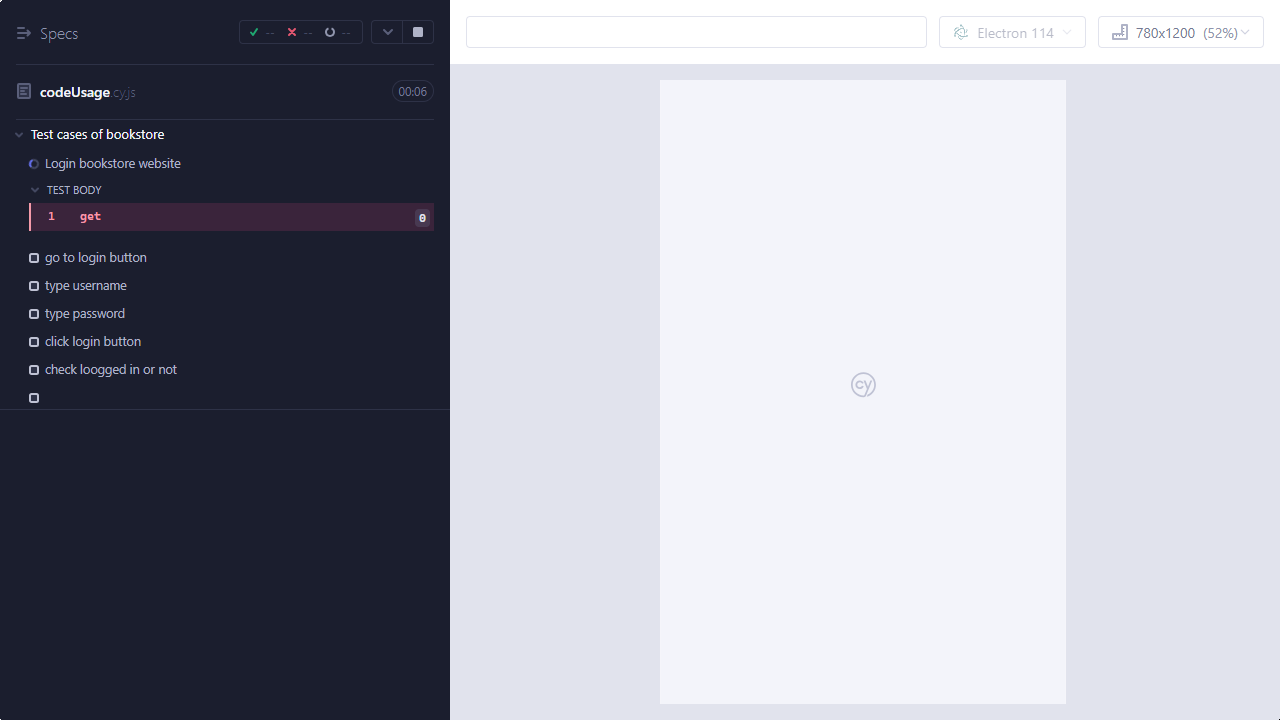 Specs
-- -- --
codeUsage.cy.js
00:06
Test cases of bookstore
Login bookstore website
TEST BODY
1 get 0
go to login button
type username
type password
click login button
check loogged in or not
Electron 114
780x1200 (52%)
cy